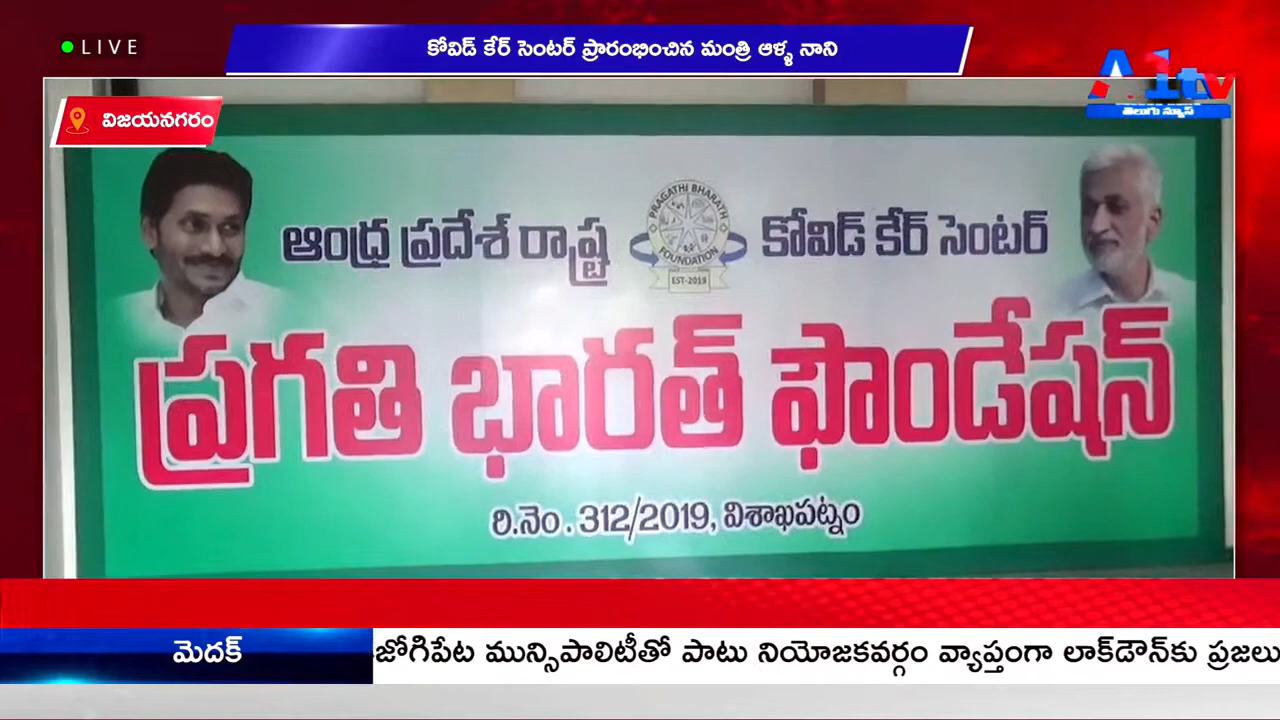 LIVE
కోవిడ్ కేర్ సెంటర్ ప్రారంభించిన మంత్రి ఆళ్ళ నాని
A1tv
తెలుగు న్యూస్
విజయనగరం
ఆంధ్ర ప్రదేశ్ రాష్ట్ర
PRAGATHI BHARATH
FOUNDATION
EST-2019
కోవిడ్ కేర్ సెంటర్
ప్రగతి భారత్ ఫౌండేషన్
రి.నెం. 312/2019, విశాఖపట్నం
మెదక్
జోగిపేట మున్సిపాలిటీతో పాటు నియోజకవర్గం వ్యాప్తంగా లాక్‌డౌన్‌కు ప్రజలు